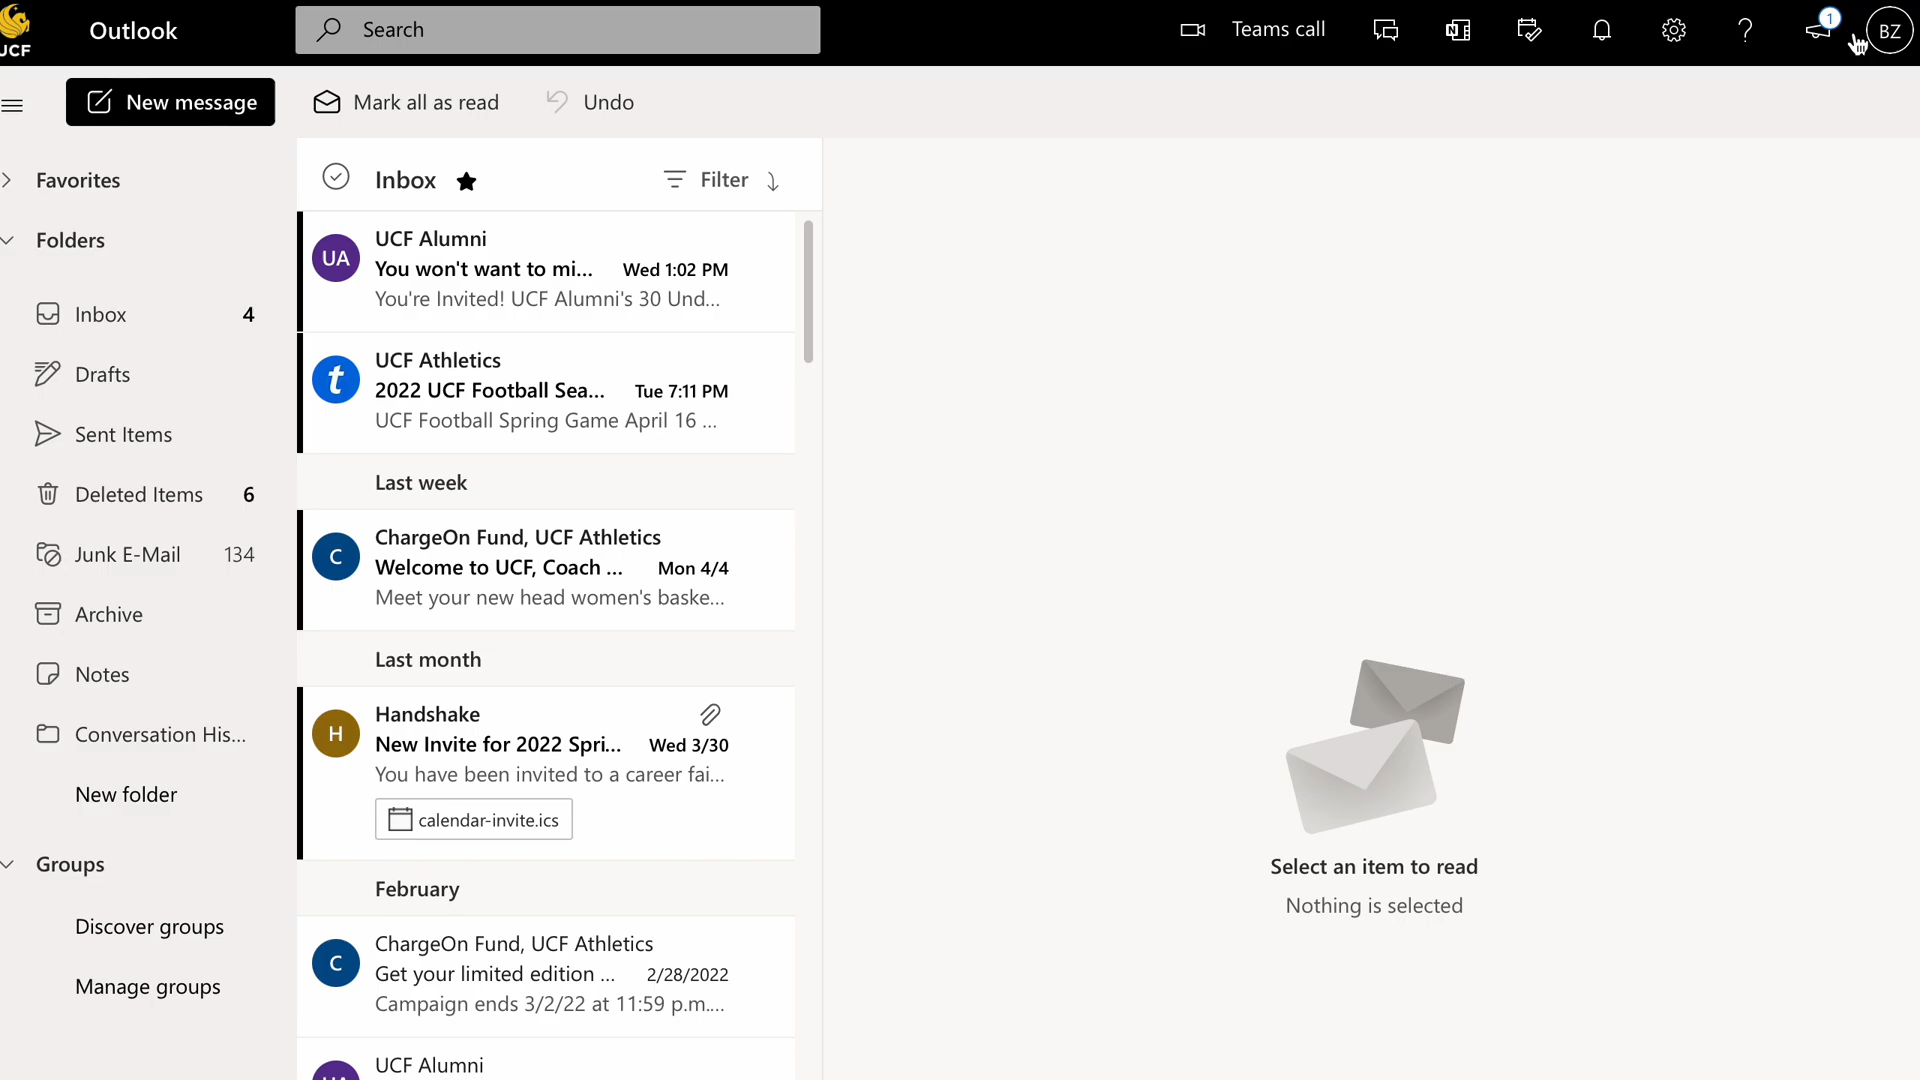 UCF
Outlook
Search
Teams call
1
BZ
New message
Mark all as read
Undo
Favorites
Folders
Inbox 4
Drafts
Sent Items
Deleted Items 6
Junk E-Mail 134
Archive
Notes
Conversation His...
New folder
Groups
Discover groups
Manage groups
Inbox
Filter
UA
UCF Alumni
You won't want to mi... Wed 1:02 PM
You're Invited! UCF Alumni's 30 Und...
t
UCF Athletics
2022 UCF Football Sea... Tue 7:11 PM
UCF Football Spring Game April 16 ...
Last week
C
ChargeOn Fund, UCF Athletics
Welcome to UCF, Coach ... Mon 4/4
Meet your new head women's baske...
Last month
H
Handshake
New Invite for 2022 Spri... Wed 3/30
You have been invited to a career fai...
calendar-invite.ics
February
C
ChargeOn Fund, UCF Athletics
Get your limited edition ... 2/28/2022
Campaign ends 3/2/22 at 11:59 p.m....
UCF Alumni
Select an item to read
Nothing is selected